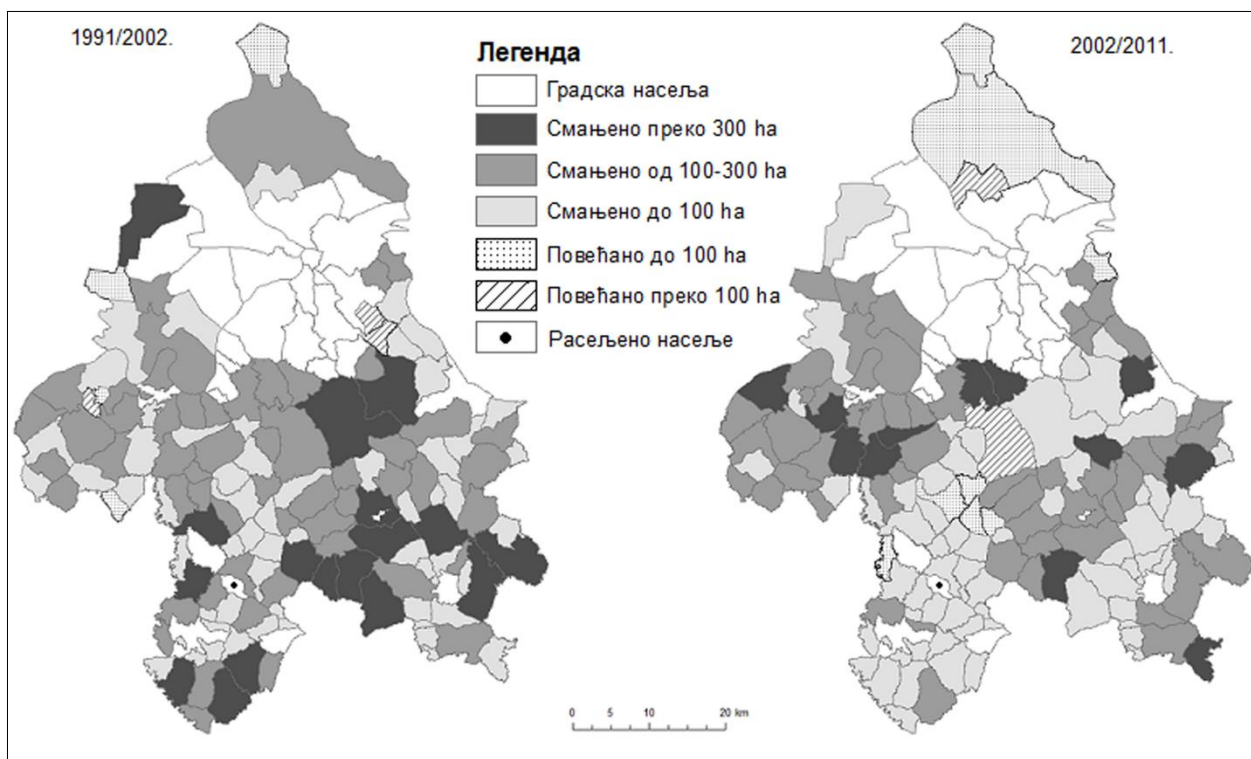 1991/2002.
2002/2011.
Легенда
Градска насеља
Смањено преко 300 ha
Смањено од 100-300 ha
Смањено до 100 ha
Повећано до 100 ha
Повећано преко 100 ha
Расељено насеље
0 5 10 20 km